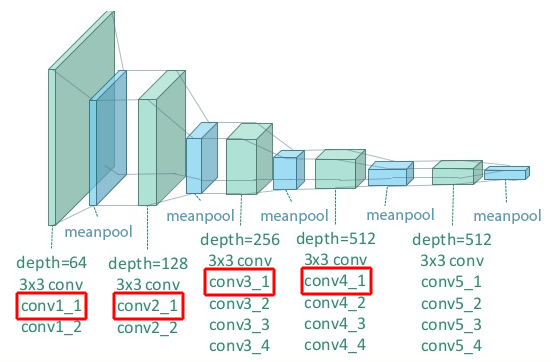 meanpool
meanpool
meanpool
meanpool
meanpool
depth=64
3x3 conv
conv1_1
conv1_2
depth=128
3x3 conv
conv2_1
conv2_2
depth=256
3x3 conv
conv3_1
conv3_2
conv3_3
conv3_4
depth=512
3x3 conv
conv4_1
conv4_2
conv4_3
conv4_4
depth=512
3x3 conv
conv5_1
conv5_2
conv5_3
conv5_4